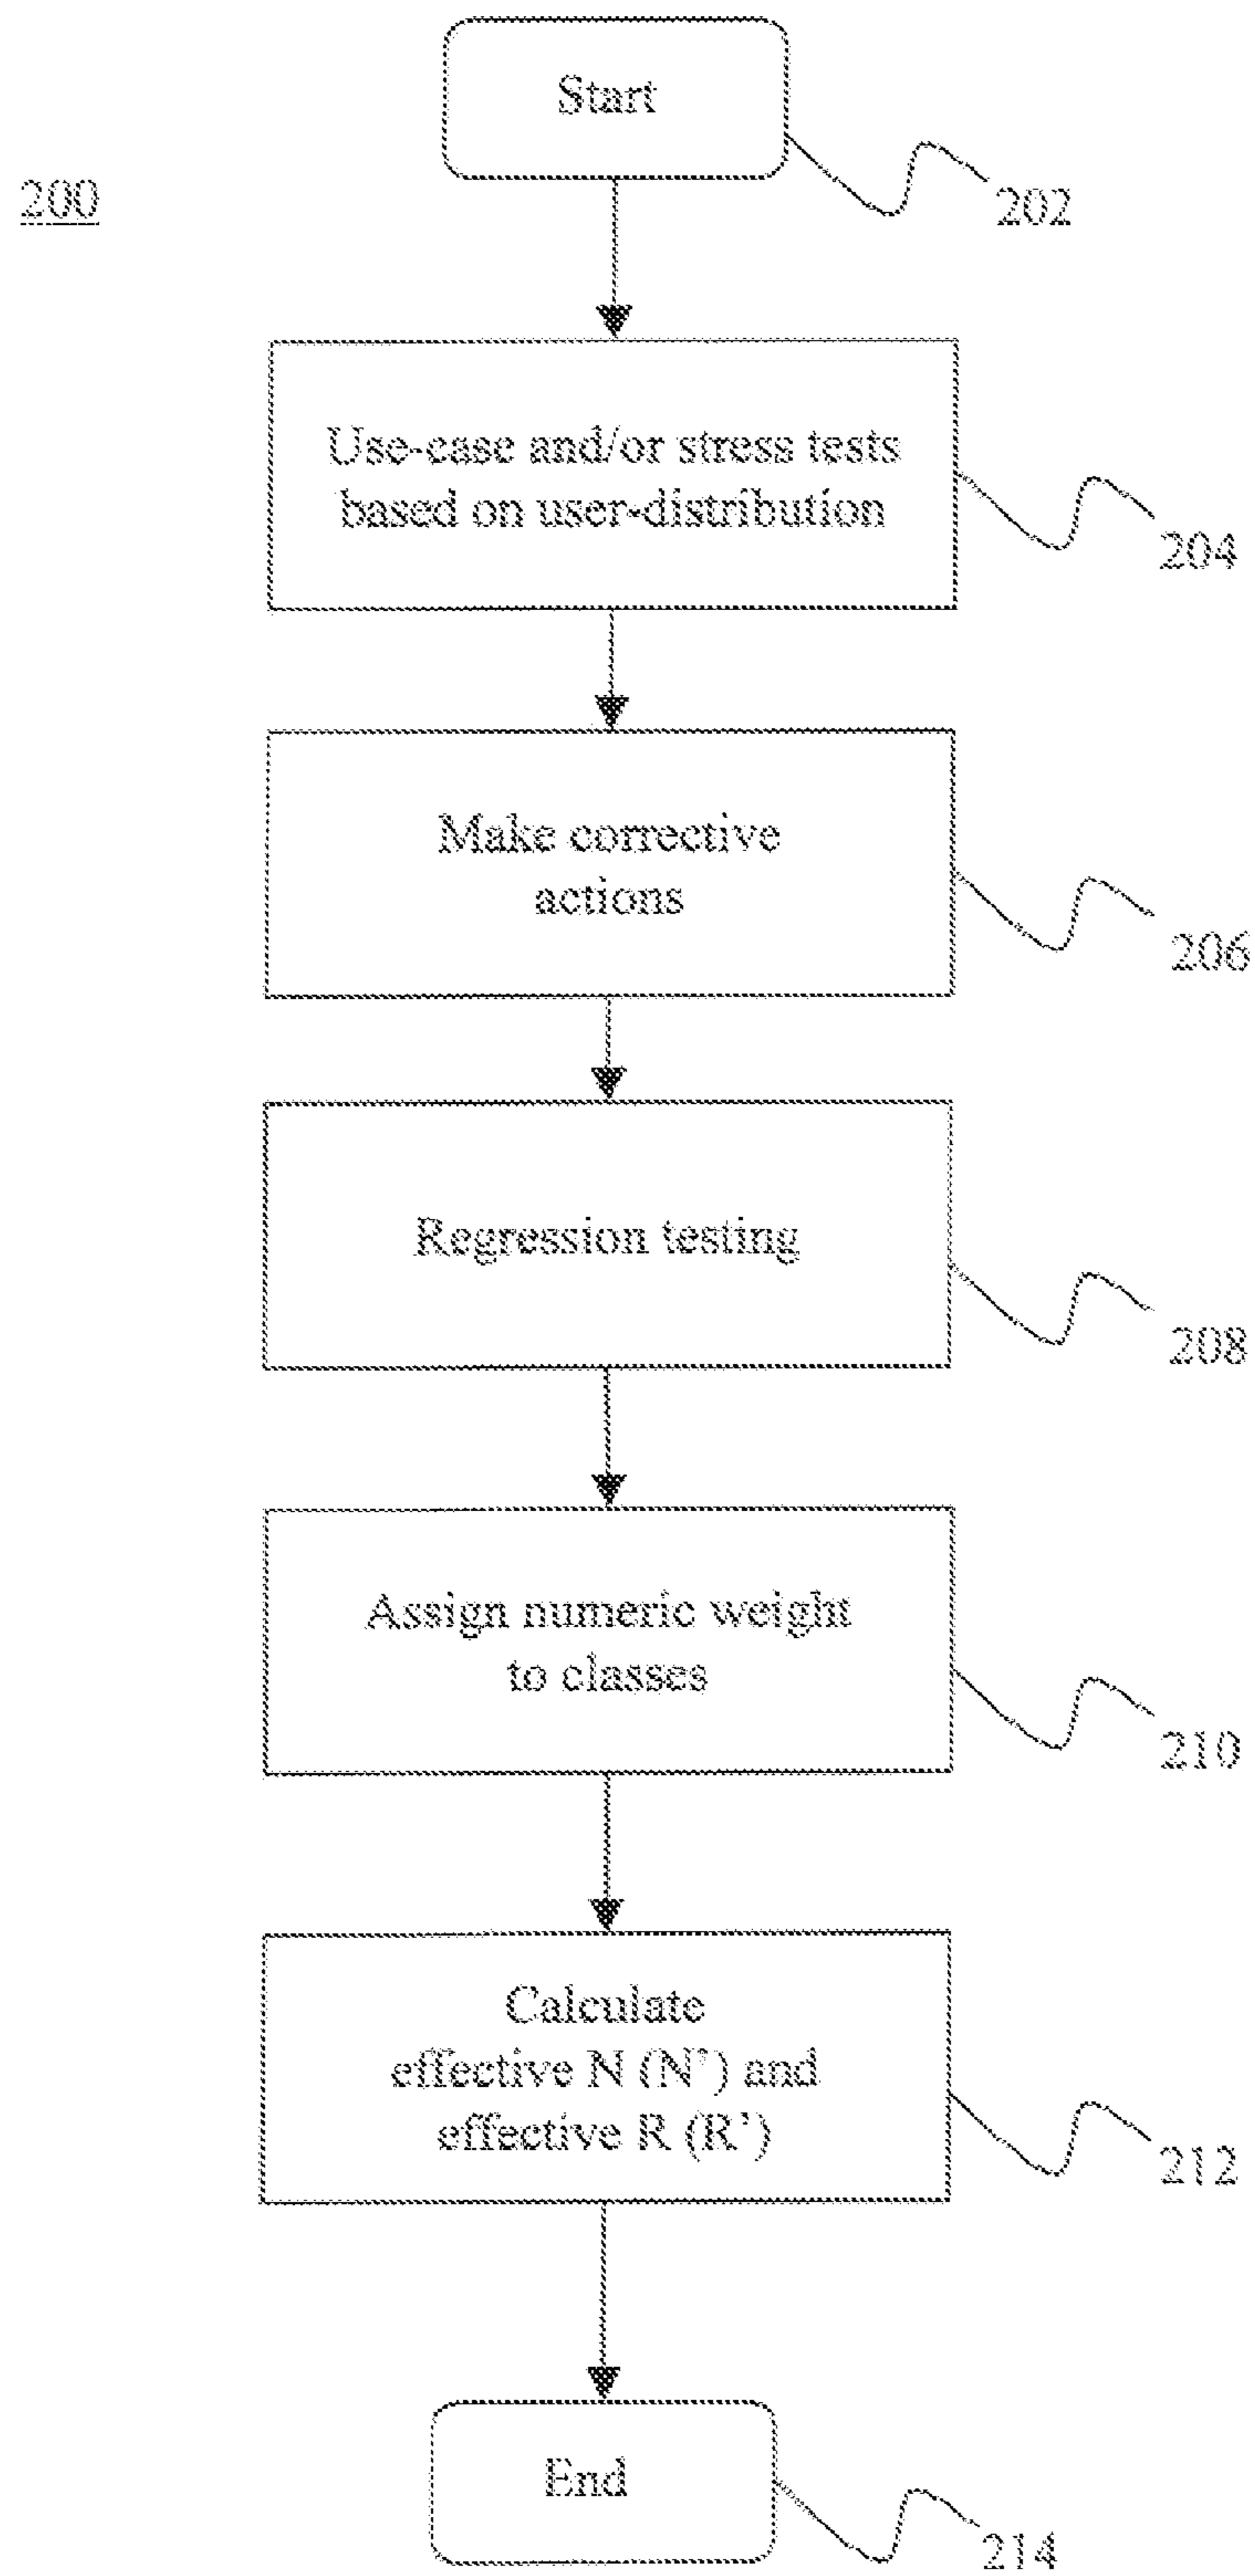 Start
200
202
Use-case and/or stress tests
based on user-distribution
204
Make corrective
actions
206
Regression testing
208
Assign numeric weight
to classes
210
Calculate
effective N (N’) and
effective R (R’)
212
End
214